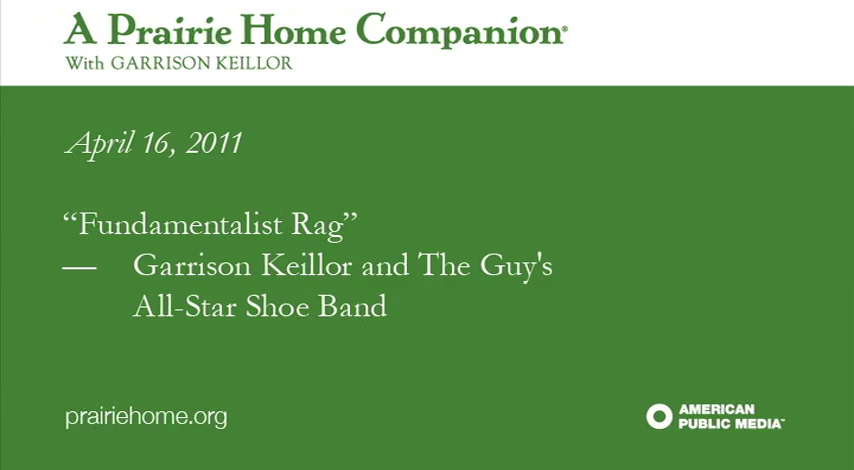 A Prairie Home Companion®
With GARRISON KEILLOR
April 16, 2011
“Fundamentalist Rag”
— Garrison Keillor and The Guy's
All-Star Shoe Band
prairiehome.org
AMERICAN
PUBLIC MEDIA™